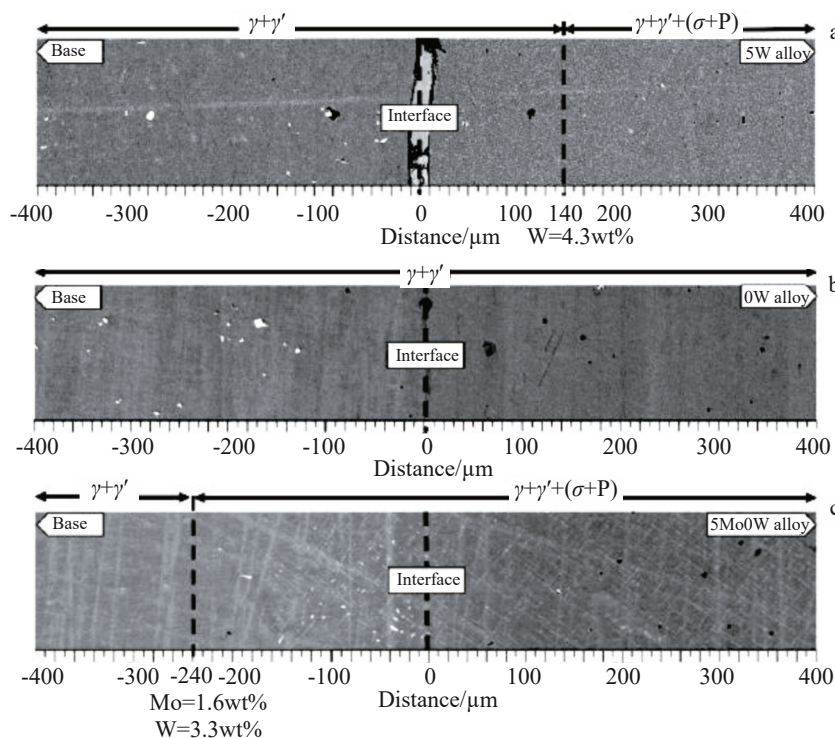 γ+γ′ γ+γ′+(σ+P)
a
Base 5W alloy
Interface
-400 -300 -200 -100 0 100 140 200 300 400
Distance/µm W=4.3wt%
γ+γ′
b
Base 0W alloy
Interface
-400 -300 -200 -100 0 100 200 300 400
Distance/µm
γ+γ′ γ+γ′+(σ+P)
c
Base 5Mo0W alloy
Interface
-400 -300 -240 -200 -100 0 100 200 300 400
Mo=1.6wt% Distance/µm
W=3.3wt%